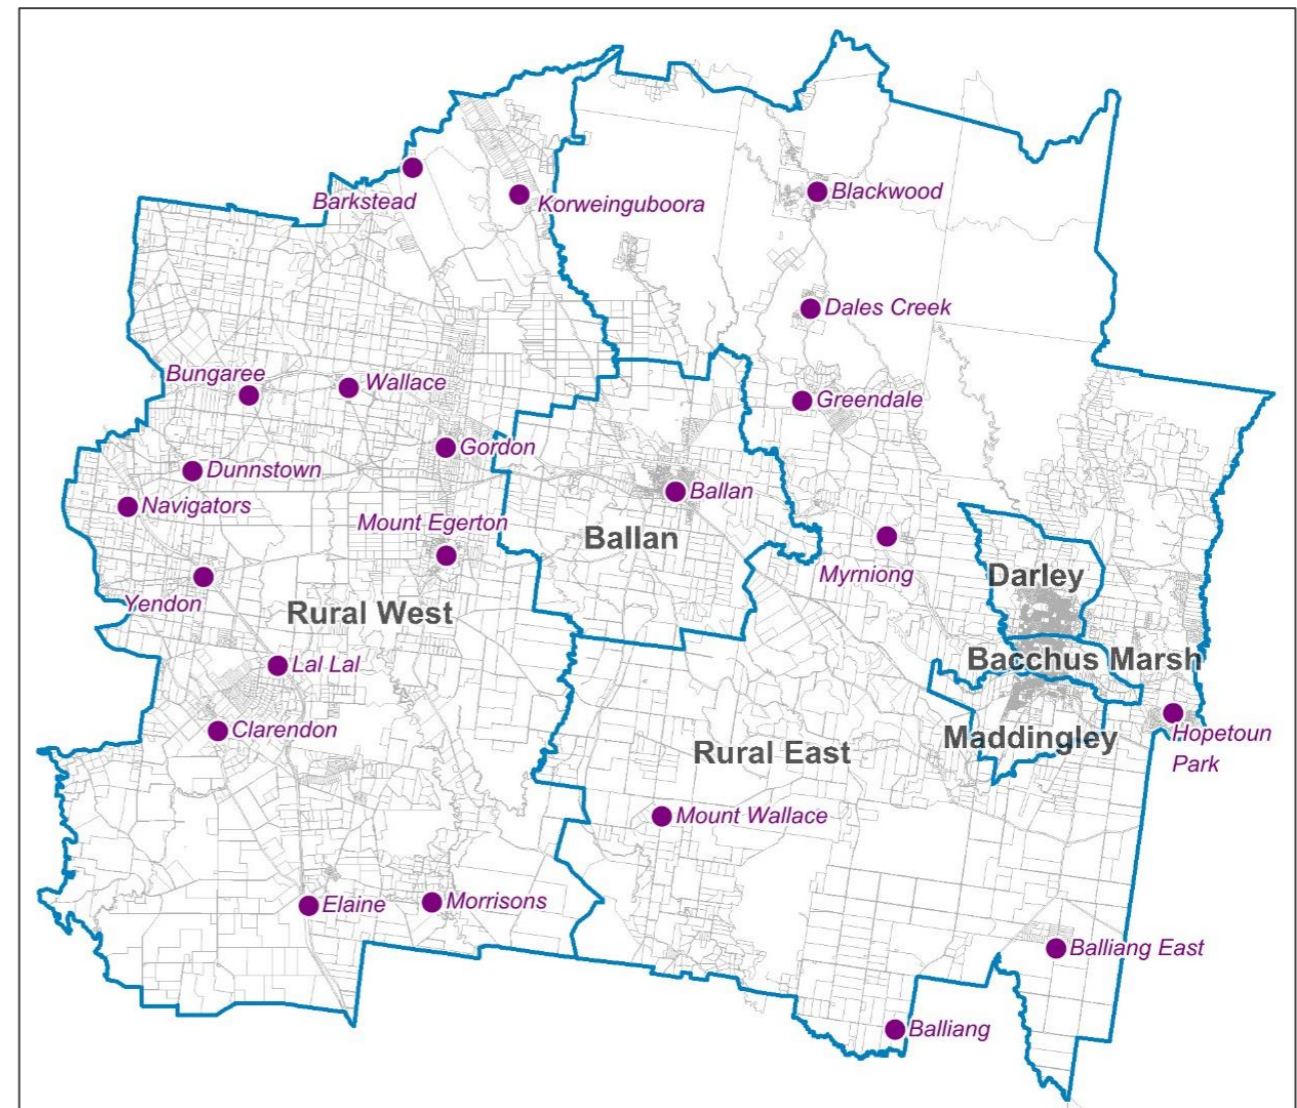 Barkstead
Korweinguboora
Blackwood
Dales Creek
Bungaree
Wallace
Greendale
Gordon
Dunnstown
Ballan
Navigators
Mount Egerton
Ballan
Myrniong
Darley
Yendon
Rural West
Lal Lal
Bacchus Marsh
Clarendon
Hopetoun
Park
Maddingley
Rural East
Mount Wallace
Elaine
Morrisons
Balliang East
Balliang